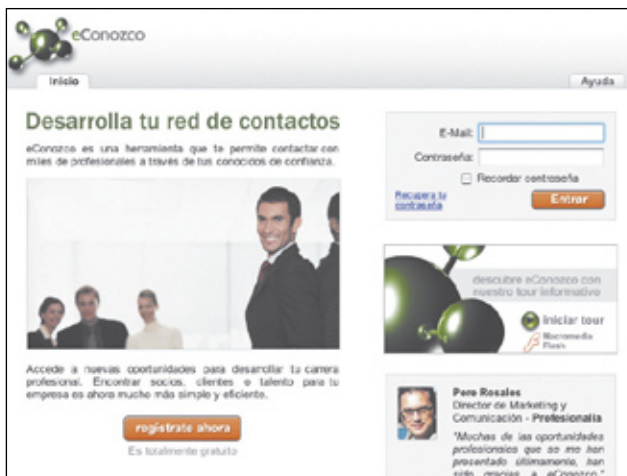 eConozco
Inicio
Ayuda
Desarrolla tu red de contactos
eConozco es una herramienta que te permite contactar con
miles de profesionales a través de tus conocidos de confianza.
Accede a nuevas oportunidades para desarrollar tu carrera
profesional. Encontrar socios, clientes o talento para tu
empresa es ahora mucho más simple y eficiente.
regístrate ahora
Es totalmente gratuito
E-Mail:
Contraseña:
Recordar contraseña
Recupera tu
contraseña
Entrar
descubre eConozco con
nuestro tour informativo
iniciar tour
Macromedia
Flash
Pere Rosales
Director de Marketing y
Comunicación - Profesionalia
"Muchas de las oportunidades
profesionales que se me han
presentado últimamente, han
sido gracias a eConozco."